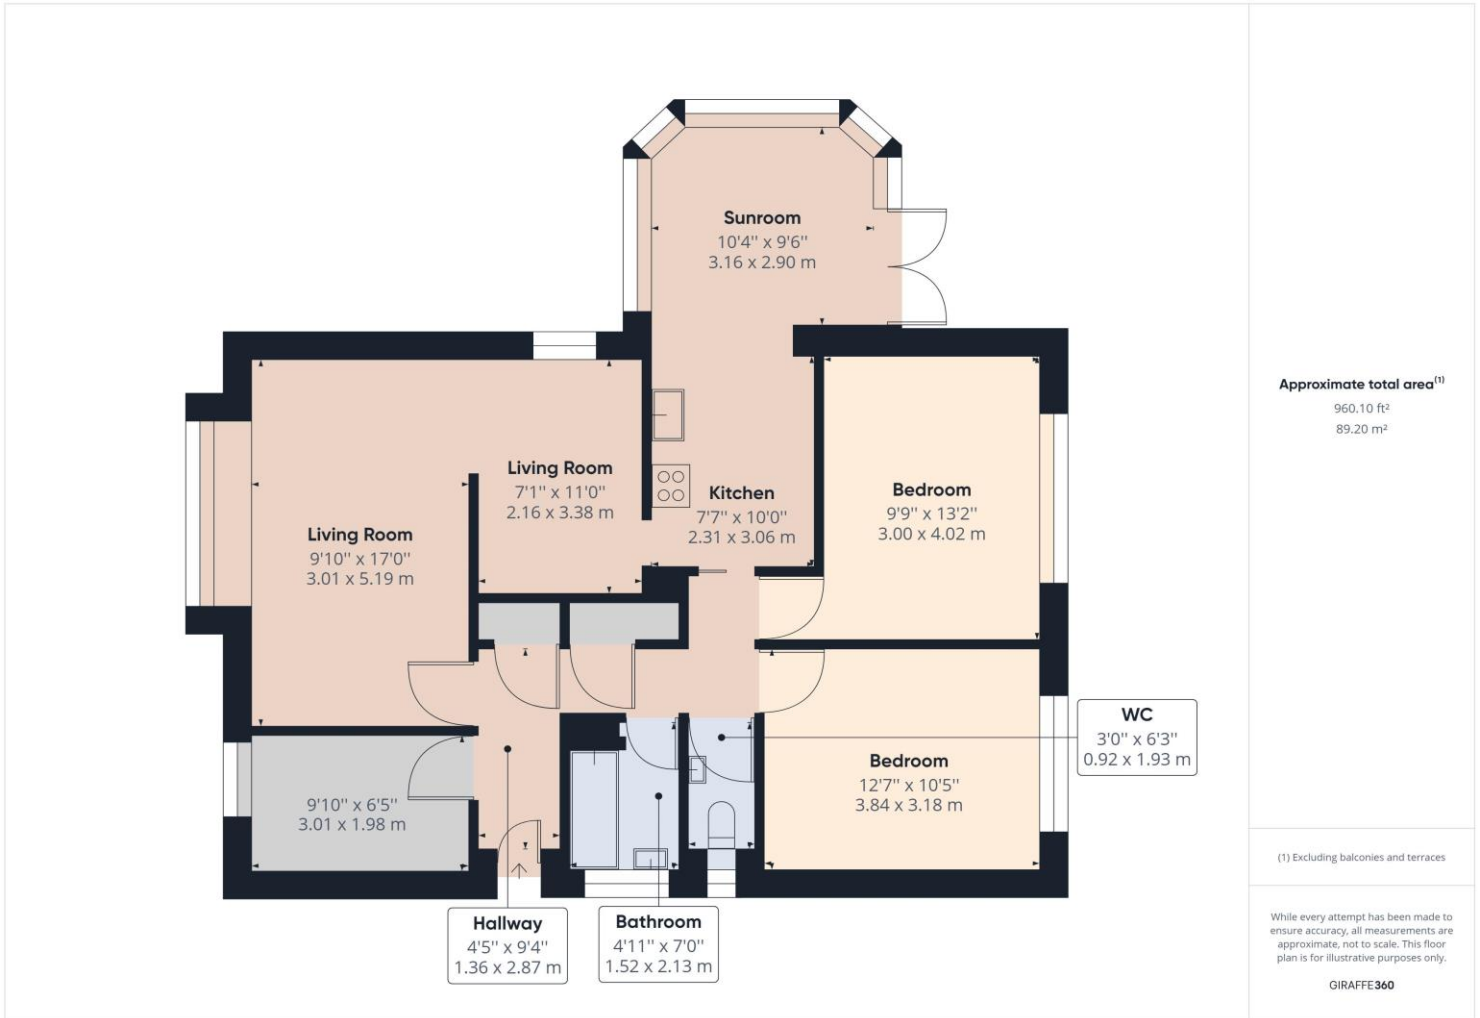 Sunroom
10'4" x 9'6"
3.16 x 2.90 m
Living Room
7'1" x 11'0"
2.16 x 3.38 m
Kitchen
7'7" x 10'0"
2.31 x 3.06 m
Bedroom
9'9" x 13'2"
3.00 x 4.02 m
Living Room
9'10" x 17'0"
3.01 x 5.19 m
WC
3'0" x 6'3"
0.92 x 1.93 m
Bedroom
12'7" x 10'5"
3.84 x 3.18 m
9'10" x 6'5"
3.01 x 1.98 m
Hallway
4'5" x 9'4"
1.36 x 2.87 m
Bathroom
4'11" x 7'0"
1.52 x 2.13 m
Approximate total area(1)
960.10 ft²
89.20 m²
(1) Excluding balconies and terraces
While every attempt has been made to
ensure accuracy, all measurements are
approximate, not to scale. This floor
plan is for illustrative purposes only.
GIRAFFE360